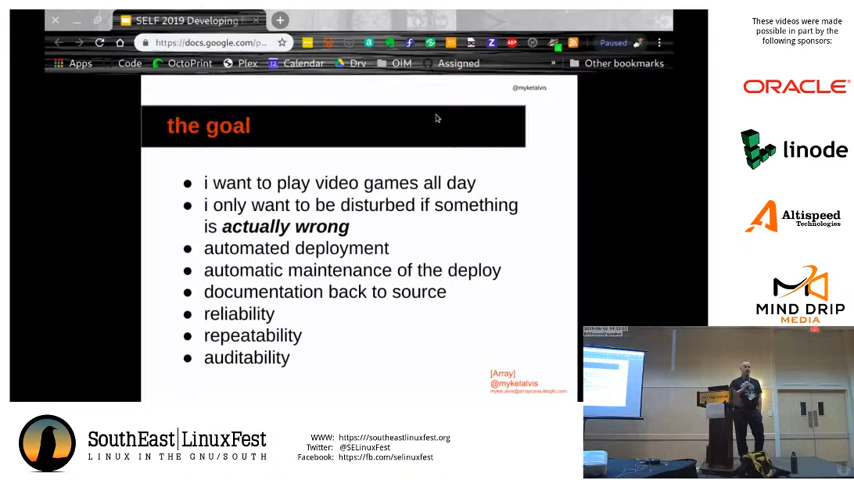 SELF 2019 Developing
https://docs.google.com/p...
Paused
Apps
Code
OctoPrint
Plex
Calendar
Drv
OIM
Assigned
»
Other bookmarks
@mykelalvis
the goal
● i want to play video games all day
● i only want to be disturbed if something
is actually wrong
● automated deployment
● automatic maintenance of the deploy
● documentation back to source
● reliability
● repeatability
● auditability
[Array]
@mykelalvis
These videos were made
possible in part by the
following sponsors:
ORACLE
linode
Altispeed
Technologies
MIND DRIP
MEDIA
SouthEast|LinuxFest
LINUX IN THE GNU/SOUTH
WWW: https://southeastlinuxfest.org
Twitter: @SELinuxFest
Facebook: https://fb.com/selinuxfest